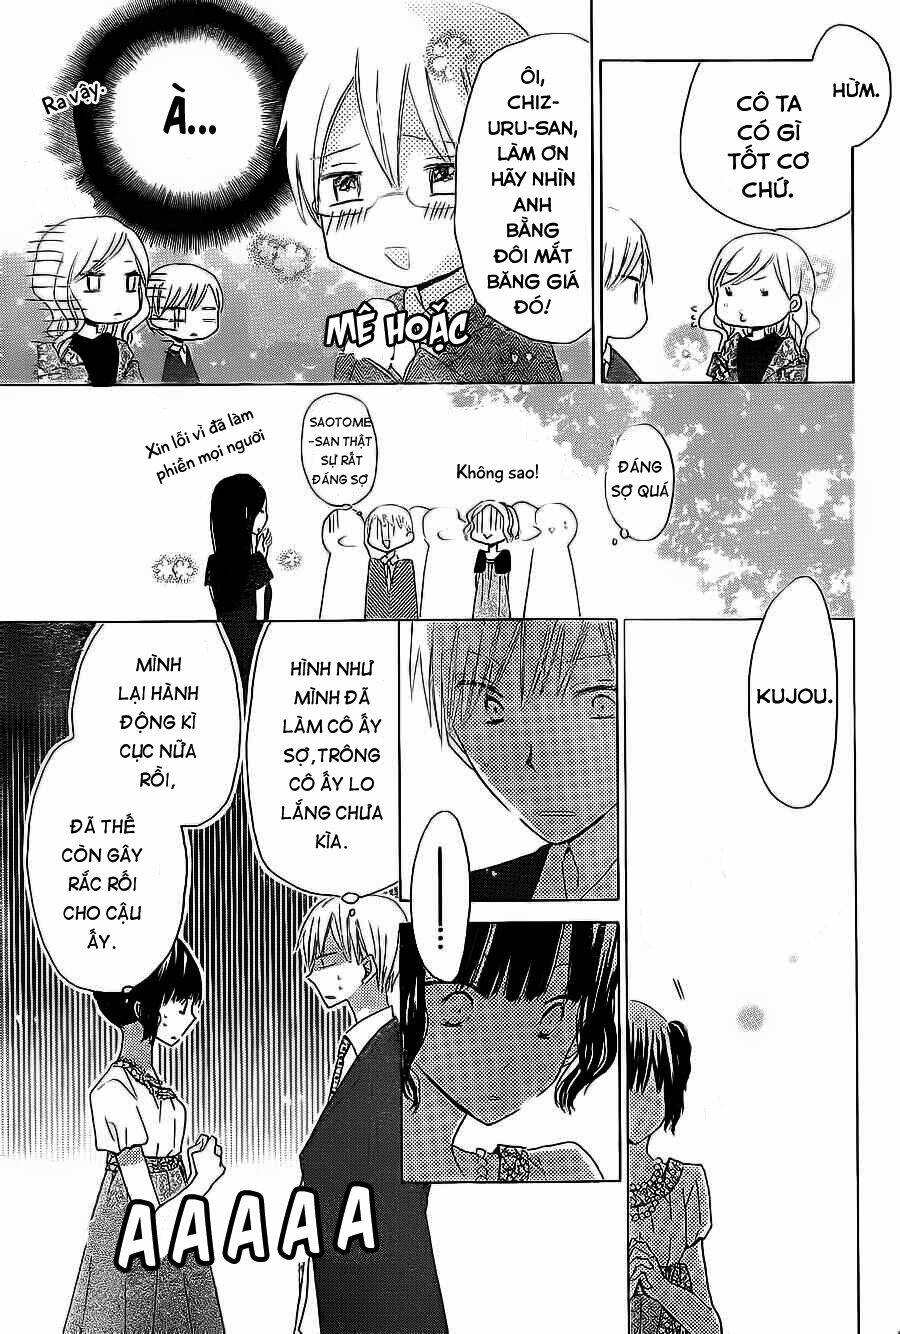 HỪM.
CÔ TA
CÓ GÌ
TỐT CƠ
CHỨ.
ÔI,
CHIZ-
URU-SAN,
LÀM ƠN
HÃY NHÌN
ANH
BẰNG
ĐÔI MẮT
BĂNG GIÁ
ĐÓ!
MÊ HOẶC
À...
Ra vậy.
ĐÁNG
SỢ QUÁ
Không sao!
SAOTOME
-SAN THẬT
SỰ RẤT
ĐÁNG SỢ
Xin lỗi vì đã làm
phiền mọi người
KUJOU.
..........
HÌNH NHƯ
MÌNH ĐÃ
LÀM CÔ ẤY
SỢ,TRÔNG
CÔ ẤY LO
LẮNG CHƯA
KÌA.
MÌNH
LẠI HÀNH
ĐỘNG KÌ
CỤC NỮA
RỒI,
ĐÃ THẾ
CÒN GÂY
RẮC RỐI
CHO CẬU
ẤY.
AAAAA